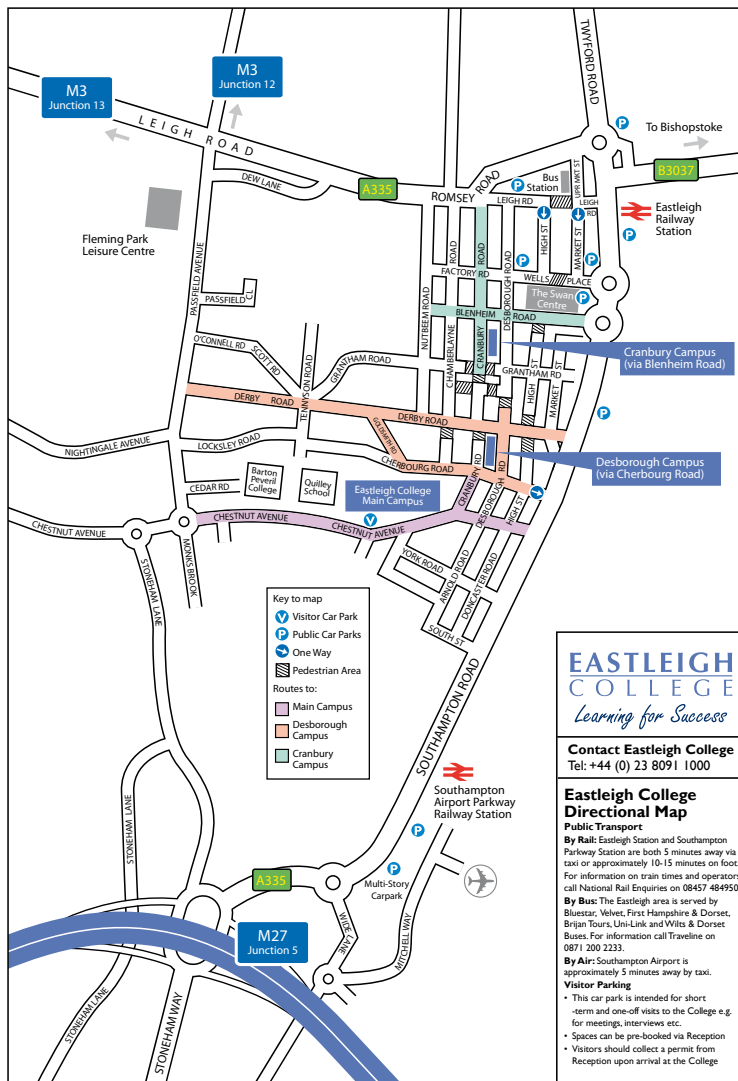 M3
Junction 13
M3
Junction 12
LEIGH ROAD
TWYFORD ROAD
To Bishopstoke
B3037
DEW LANE
A335
ROMSEY ROAD
Bus
Station
UPR MKT ST
LEIGH RD
LEIGH
RD
Eastleigh
Railway
Station
Fleming Park
Leisure Centre
PASSFIELD AVENUE
PASSFIELD
CL
ROAD
ROAD
HIGH ST
MARKET ST
FACTORY RD
DESBOROUGH ROAD
WELLS PLACE
The Swan
Centre
NUTBEEM ROAD
BLENHEIM ROAD
CHAMBERLAYNE
CRANBURY
Cranbury Campus
(via Blenheim Road)
O'CONNELL RD
SCOTT RD
TENNYSON ROAD
GRANTHAM ROAD
GRANTHAM RD
HIGH ST
MARKET ST
DERBY ROAD
DERBY ROAD
GOLDSMITH RD
NIGHTINGALE AVENUE
LOCKSLEY ROAD
CHERBOURG ROAD
CRANBURY RD
DESBOROUGH RD
HIGH ST
Desborough Campus
(via Cherbourg Road)
CEDAR RD
Barton
Peveril
College
Quilley
School
Eastleigh College
Main Campus
V
CHESTNUT AVENUE
CHESTNUT AVENUE
CHESTNUT AVENUE
MONKS BROOK
STONEHAM LANE
YORK ROAD
ARNOLD ROAD
DONCASTER ROAD
SOUTH ST
SOUTHAMPTON ROAD
Key to map
V Visitor Car Park
P Public Car Parks
One Way
Pedestrian Area
Routes to:
Main Campus
Desborough
Campus
Cranbury
Campus
Southampton
Airport Parkway
Railway Station
P
P
Multi-Story
Carpark
STONEHAM LANE
A335
WIDE LANE
MITCHELL WAY
M27
Junction 5
STONEHAM LANE
STONEHAM WAY
EASTLEIGH
COLLEGE
Learning for Success
Contact Eastleigh College
Tel: +44 (0) 23 8091 1000
Eastleigh College
Directional Map
Public Transport
By Rail: Eastleigh Station and Southampton
Parkway Station are both 5 minutes away via
taxi or approximately 10-15 minutes on foot.
For information on train times and operators
call National Rail Enquiries on 08457 484950
By Bus: The Eastleigh area is served by
Bluestar, Velvet, First Hampshire & Dorset,
Brijan Tours, Uni-Link and Wilts & Dorset
Buses. For information call Traveline on
0871 200 2233.
By Air: Southampton Airport is
approximately 5 minutes away by taxi.
Visitor Parking
• This car park is intended for short
-term and one-off visits to the College e.g.
for meetings, interviews etc.
• Spaces can be pre-booked via Reception
• Visitors should collect a permit from
Reception upon arrival at the College